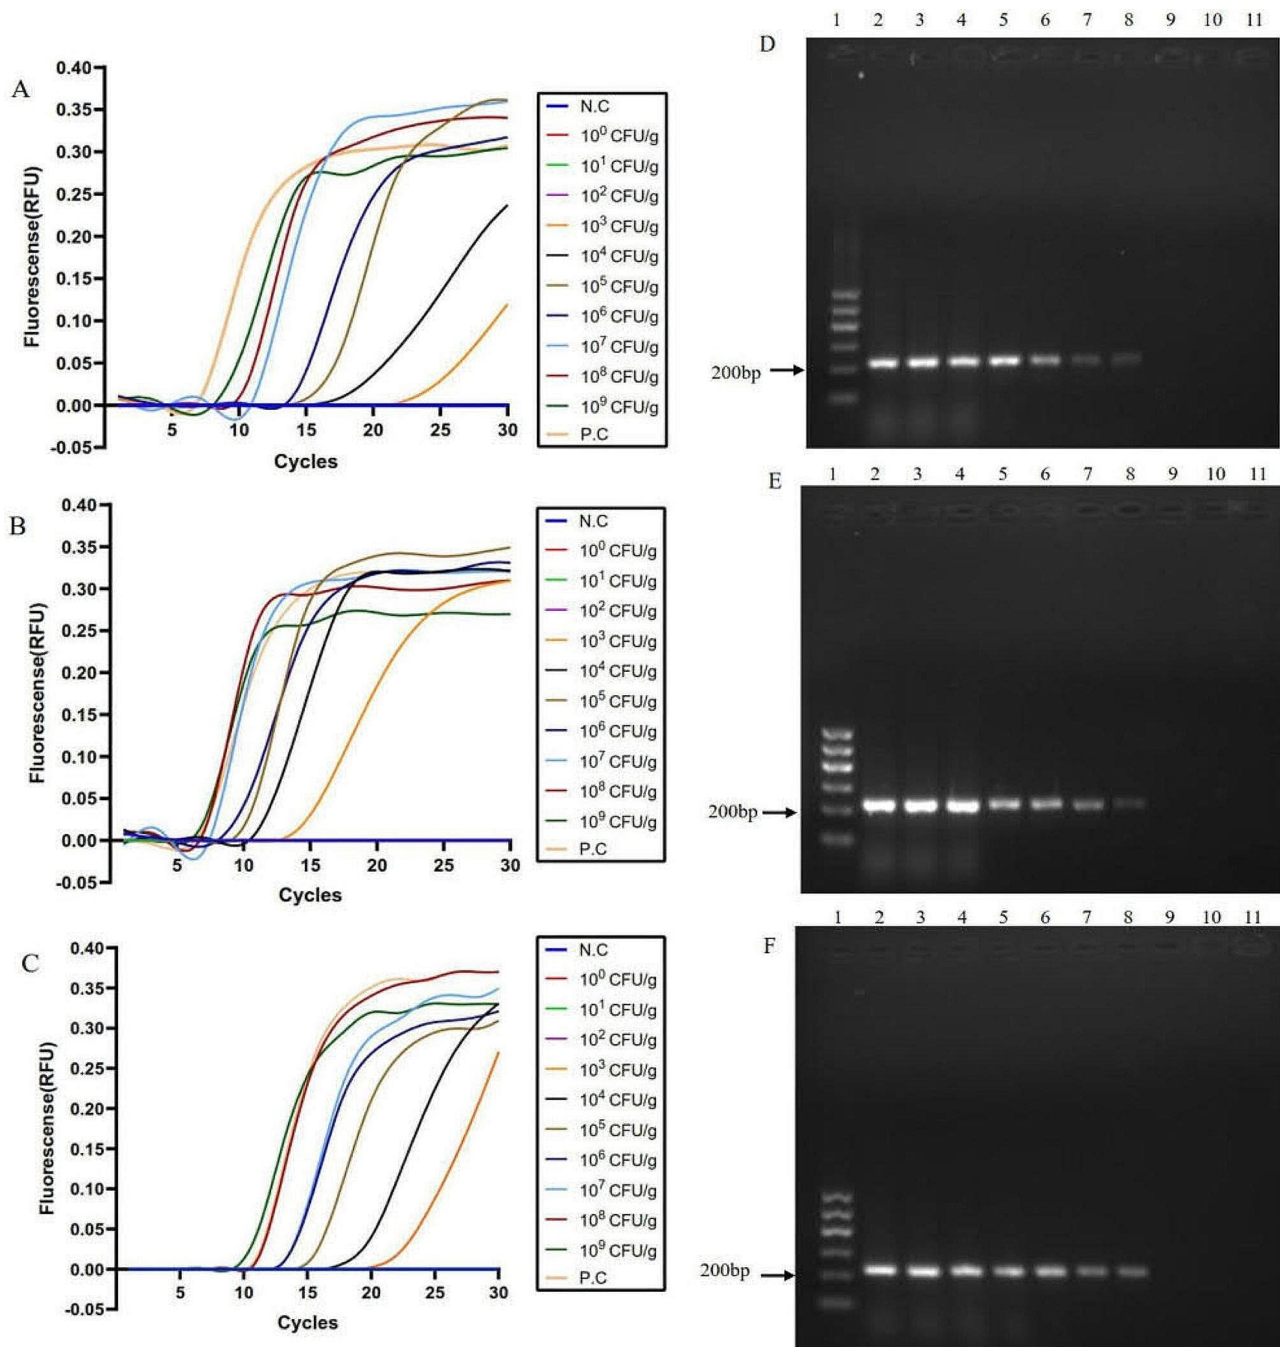 A
0.40
0.35
0.30
0.25
0.20
0.15
0.10
0.05
0.00
-0.05
Fluorescense(RFU)
5 10 15 20 25 30
Cycles
N.C
10⁰ CFU/g
10¹ CFU/g
10² CFU/g
10³ CFU/g
10⁴ CFU/g
10⁵ CFU/g
10⁶ CFU/g
10⁷ CFU/g
10⁸ CFU/g
10⁹ CFU/g
P.C
D
1 2 3 4 5 6 7 8 9 10 11
200bp
B
0.40
0.35
0.30
0.25
0.20
0.15
0.10
0.05
0.00
-0.05
Fluorescense(RFU)
5 10 15 20 25 30
Cycles
N.C
10⁰ CFU/g
10¹ CFU/g
10² CFU/g
10³ CFU/g
10⁴ CFU/g
10⁵ CFU/g
10⁶ CFU/g
10⁷ CFU/g
10⁸ CFU/g
10⁹ CFU/g
P.C
E
1 2 3 4 5 6 7 8 9 10 11
200bp
C
0.40
0.35
0.30
0.25
0.20
0.15
0.10
0.05
0.00
-0.05
Fluorescense(RFU)
5 10 15 20 25 30
Cycles
N.C
10⁰ CFU/g
10¹ CFU/g
10² CFU/g
10³ CFU/g
10⁴ CFU/g
10⁵ CFU/g
10⁶ CFU/g
10⁷ CFU/g
10⁸ CFU/g
10⁹ CFU/g
P.C
F
1 2 3 4 5 6 7 8 9 10 11
200bp